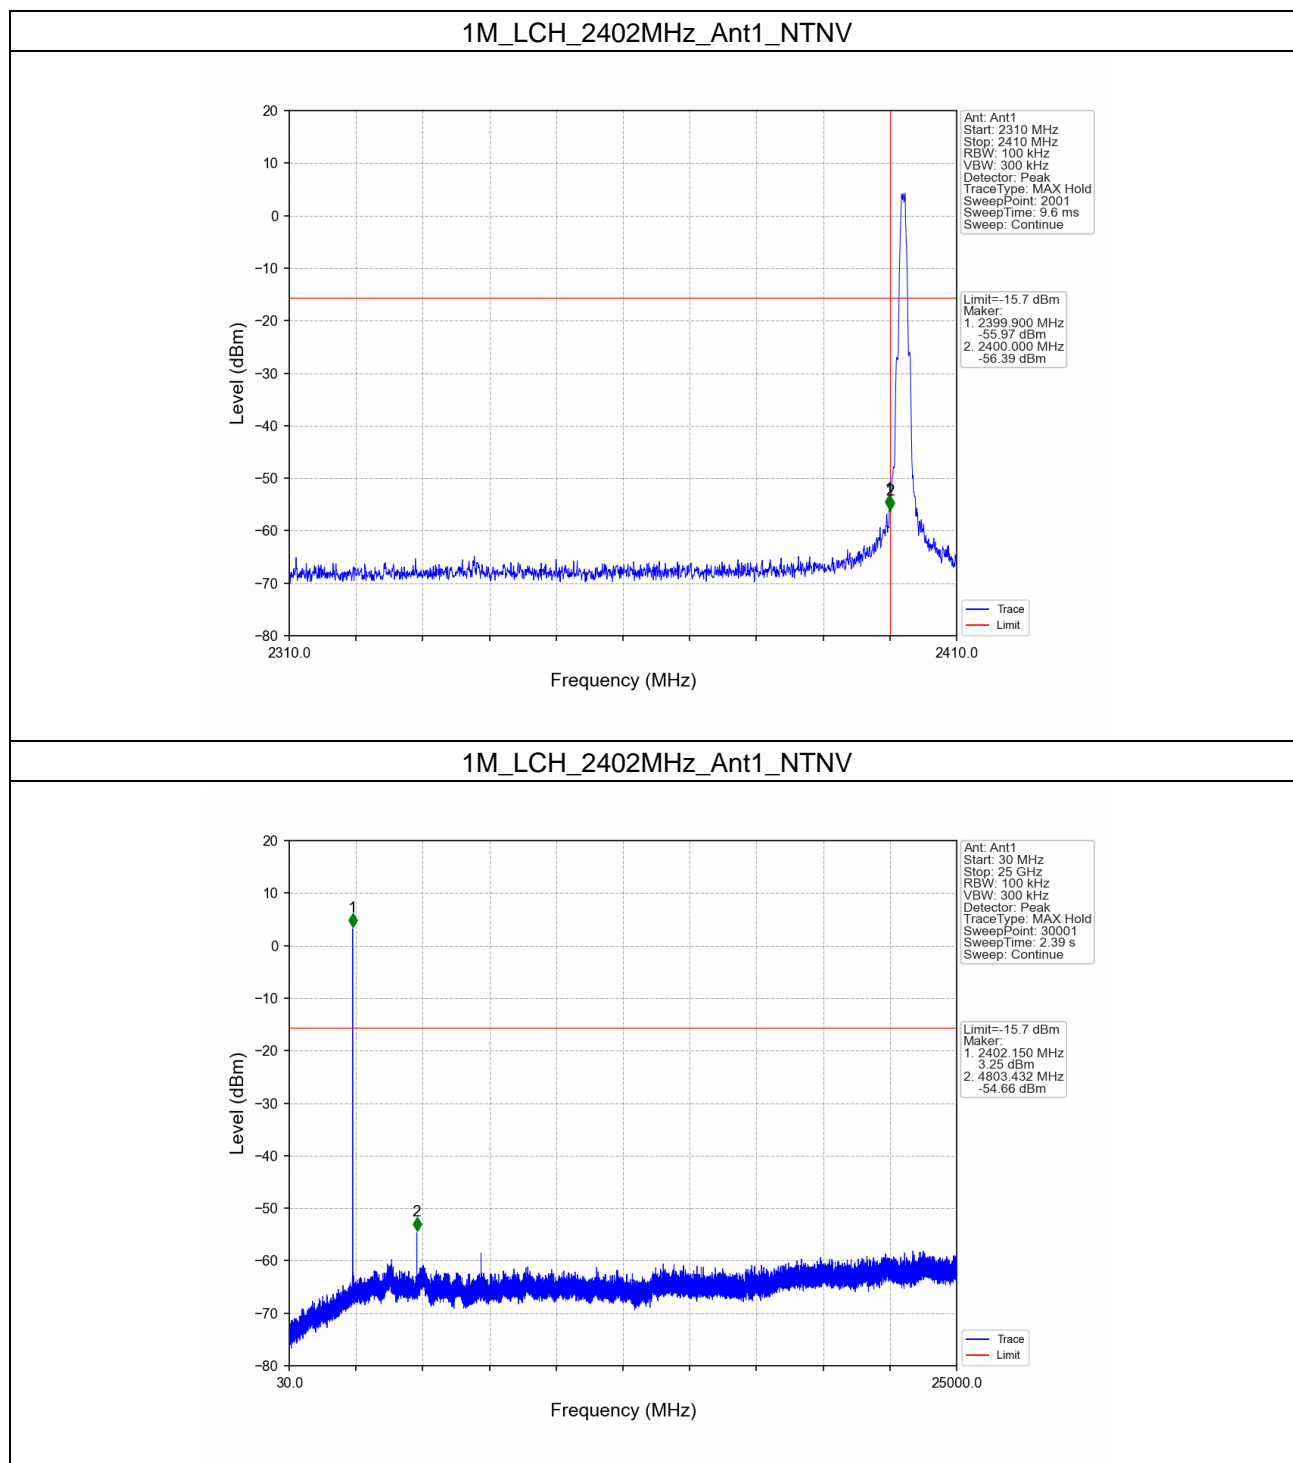 1M_LCH_2402MHz_Ant1_NTNV
20
10
0
−10
−20
−30
−40
−50
−60
−70
−80
Level (dBm)
2310.0
2410.0
Frequency (MHz)
2
Ant: Ant1
Start: 2310 MHz
Stop: 2410 MHz
RBW: 100 kHz
VBW: 300 kHz
Detector: Peak
TraceType: MAX Hold
SweepPoint: 2001
SweepTime: 9.6 ms
Sweep: Continue
Limit=-15.7 dBm
Maker:
1. 2399.900 MHz
-55.97 dBm
2. 2400.000 MHz
-56.39 dBm
Trace
Limit
1M_LCH_2402MHz_Ant1_NTNV
20
10
0
−10
−20
−30
−40
−50
−60
−70
−80
Level (dBm)
30.0
25000.0
Frequency (MHz)
1
2
Ant: Ant1
Start: 30 MHz
Stop: 25 GHz
RBW: 100 kHz
VBW: 300 kHz
Detector: Peak
TraceType: MAX Hold
SweepPoint: 30001
SweepTime: 2.39 s
Sweep: Continue
Limit=-15.7 dBm
Maker:
1. 2402.150 MHz
3.25 dBm
2. 4803.432 MHz
-54.66 dBm
Trace
Limit